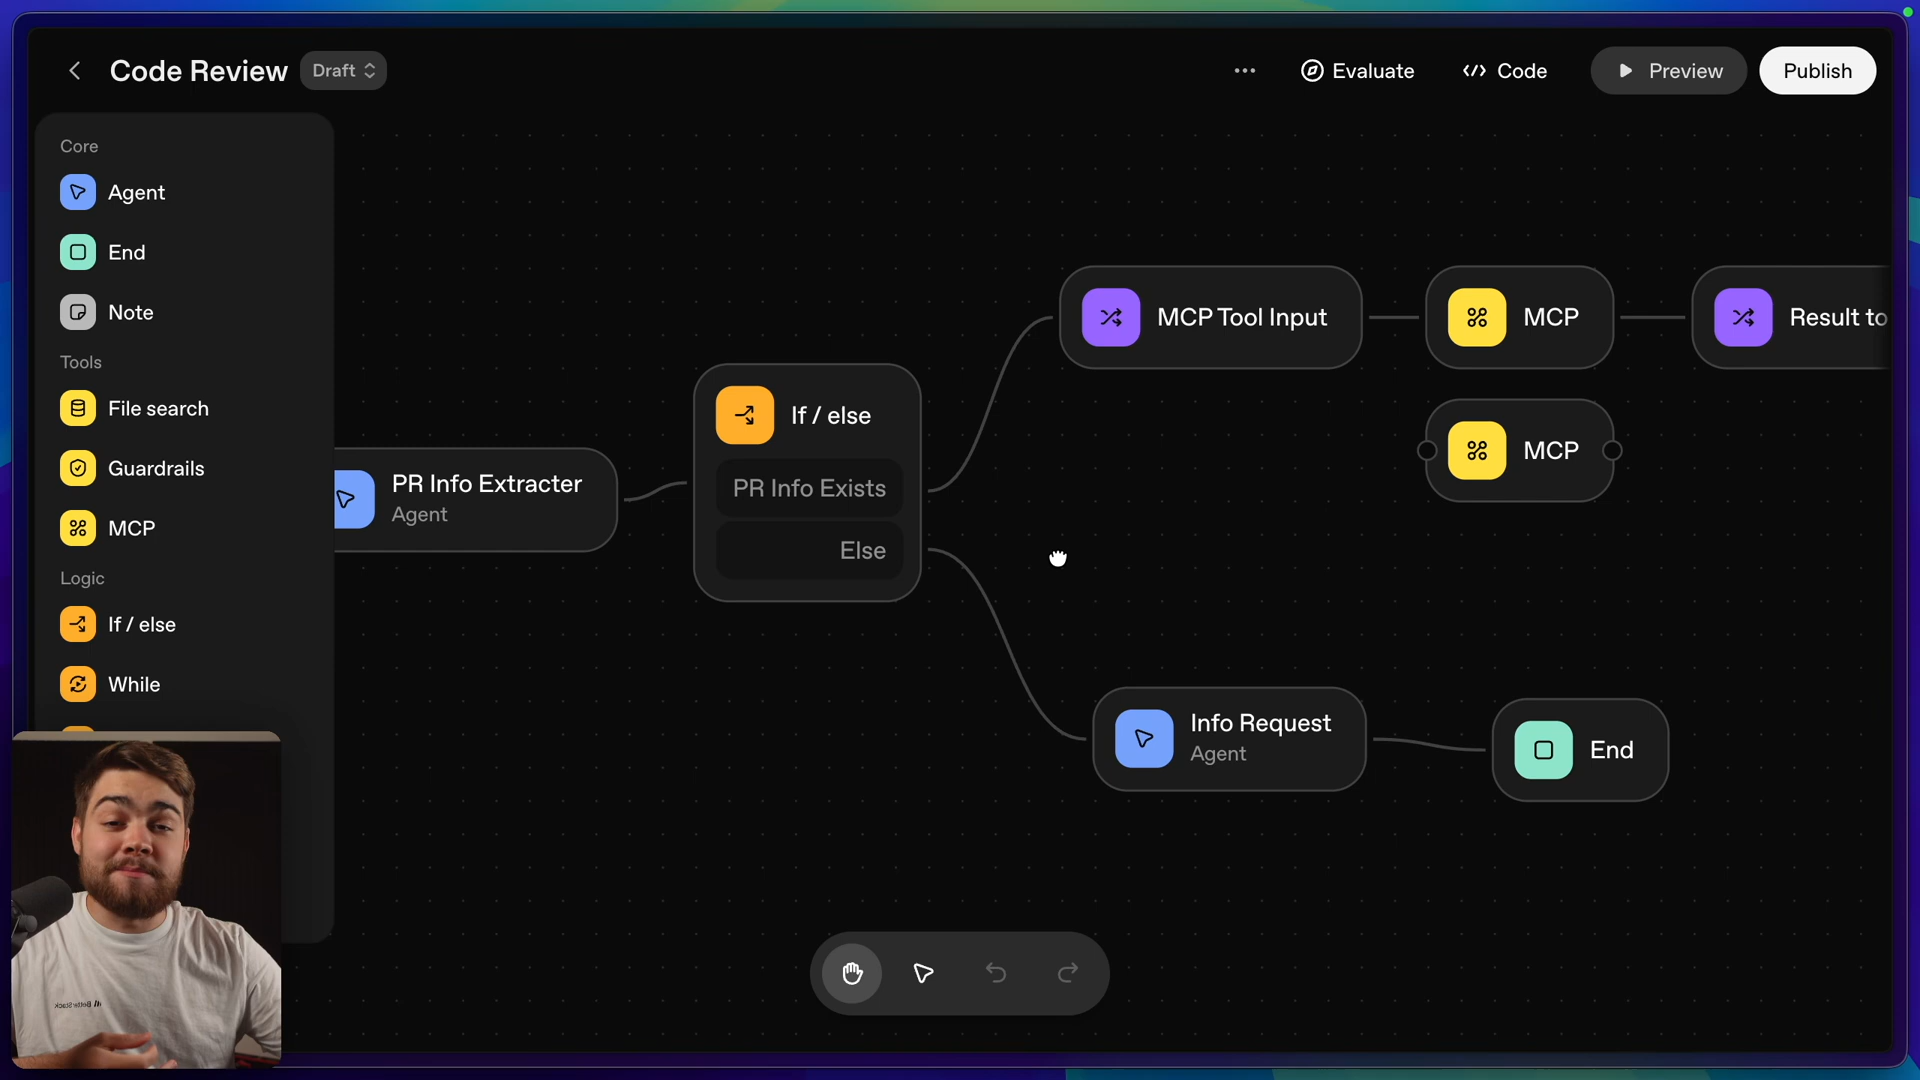 Code Review
Draft
Evaluate
Code
Preview
Publish
Core
Agent
End
Note
Tools
File search
Guardrails
MCP
Logic
If / else
While
PR Info Extracter
Agent
If / else
PR Info Exists
Else
MCP Tool Input
MCP
Result to
MCP
Info Request
Agent
End